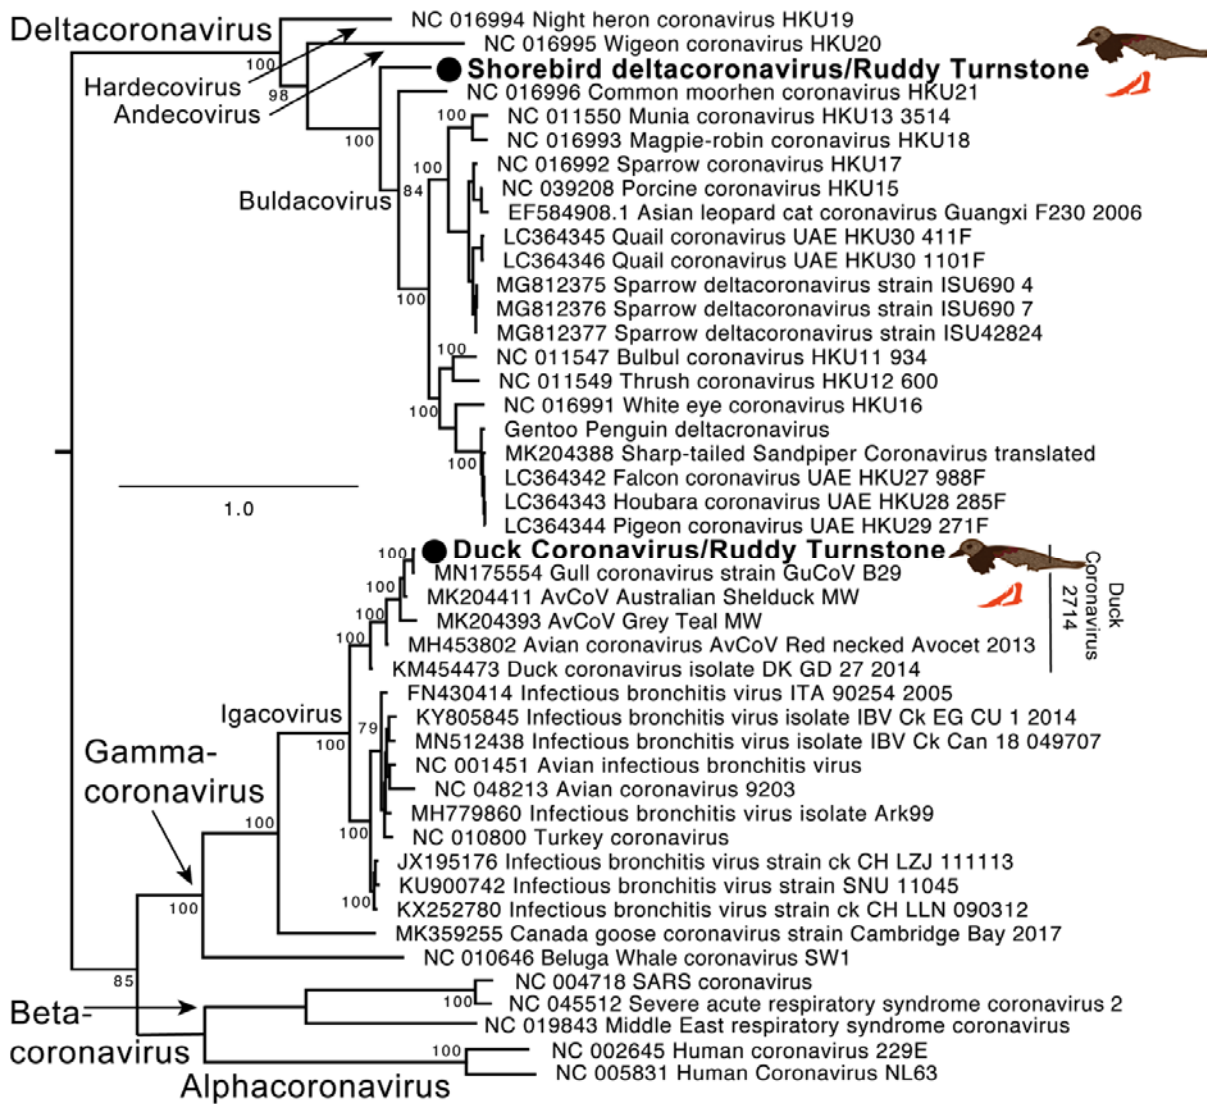 Deltacoronavirus
NC 016994 Night heron coronavirus HKU19
100
NC 016995 Wigeon coronavirus HKU20
Hardecovirus
98
Shorebird deltacoronavirus/Ruddy Turnstone
Andecovirus
NC 016996 Common moorhen coronavirus HKU21
100
100
NC 011550 Munia coronavirus HKU13 3514
NC 016993 Magpie-robin coronavirus HKU18
100
NC 016992 Sparrow coronavirus HKU17
Buldacovirus
84
NC 039208 Porcine coronavirus HKU15
EF584908.1 Asian leopard cat coronavirus Guangxi F230 2006
LC364345 Quail coronavirus UAE HKU30 411F
LC364346 Quail coronavirus UAE HKU30 1101F
MG812375 Sparrow deltacoronavirus strain ISU690 4
100
MG812376 Sparrow deltacoronavirus strain ISU690 7
MG812377 Sparrow deltacoronavirus strain ISU42824
100
NC 011547 Bulbul coronavirus HKU11 934
NC 011549 Thrush coronavirus HKU12 600
100
NC 016991 White eye coronavirus HKU16
Gentoo Penguin deltacronavirus
MK204388 Sharp-tailed Sandpiper Coronavirus translated
100
LC364342 Falcon coronavirus UAE HKU27 988F
LC364343 Houbara coronavirus UAE HKU28 285F
LC364344 Pigeon coronavirus UAE HKU29 271F
1.0
100
Duck Coronavirus/Ruddy Turnstone
MN175554 Gull coronavirus strain GuCoV B29
100
MK204411 AvCoV Australian Shelduck MW
100
MK204393 AvCoV Grey Teal MW
100
MH453802 Avian coronavirus AvCoV Red necked Avocet 2013
KM454473 Duck coronavirus isolate DK GD 27 2014
Duck
Coronavirus
2714
FN430414 Infectious bronchitis virus ITA 90254 2005
Igacovirus
100
79
KY805845 Infectious bronchitis virus isolate IBV Ck EG CU 1 2014
MN512438 Infectious bronchitis virus isolate IBV Ck Can 18 049707
NC 001451 Avian infectious bronchitis virus
NC 048213 Avian coronavirus 9203
Gamma-
coronavirus
MH779860 Infectious bronchitis virus isolate Ark99
100
100
NC 010800 Turkey coronavirus
JX195176 Infectious bronchitis virus strain ck CH LZJ 111113
KU900742 Infectious bronchitis virus strain SNU 11045
100
KX252780 Infectious bronchitis virus strain ck CH LLN 090312
100
MK359255 Canada goose coronavirus strain Cambridge Bay 2017
NC 010646 Beluga Whale coronavirus SW1
85
NC 004718 SARS coronavirus
100
NC 045512 Severe acute respiratory syndrome coronavirus 2
Beta-
coronavirus
NC 019843 Middle East respiratory syndrome coronavirus
100
NC 002645 Human coronavirus 229E
NC 005831 Human Coronavirus NL63
Alphacoronavirus